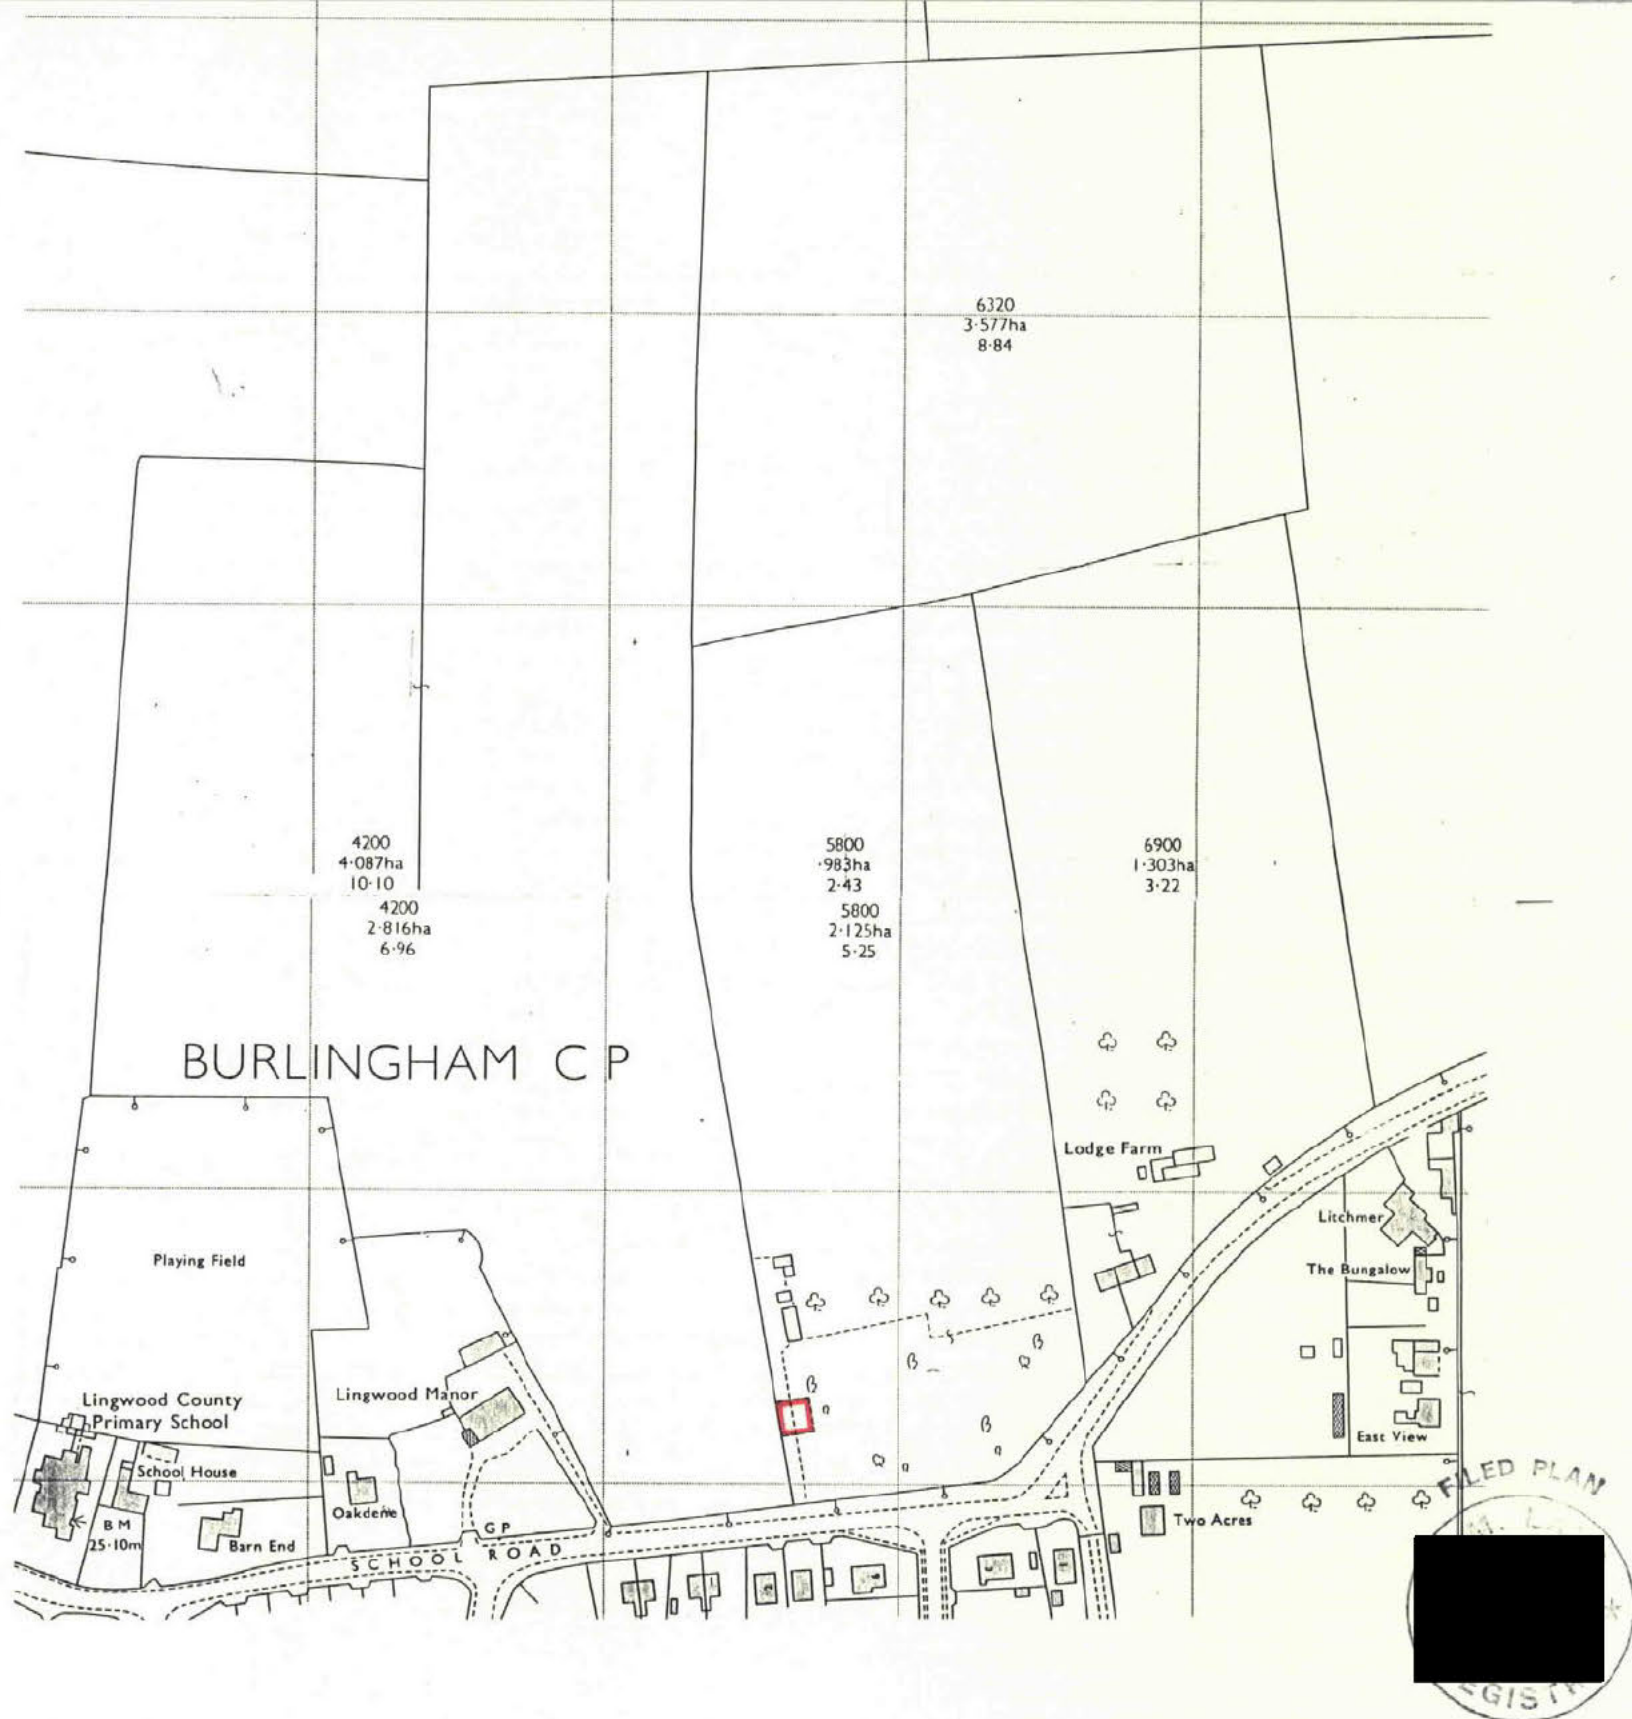 6320
3·577ha
8·84
4200
4·087ha
10·10
4200
2·816ha
6·96
5800
·983ha
2·43
5800
2·125ha
5·25
6900
1·303ha
3·22
BURLINGHAM C P
Lodge Farm
Litchmer
Playing Field
The Bungalow
Lingwood County
Primary School
Lingwood Manor
East View
School House
Oakdene
B M
25·10m
Barn End
G P
SCHOOL ROAD
Two Acres
FILED PLAN